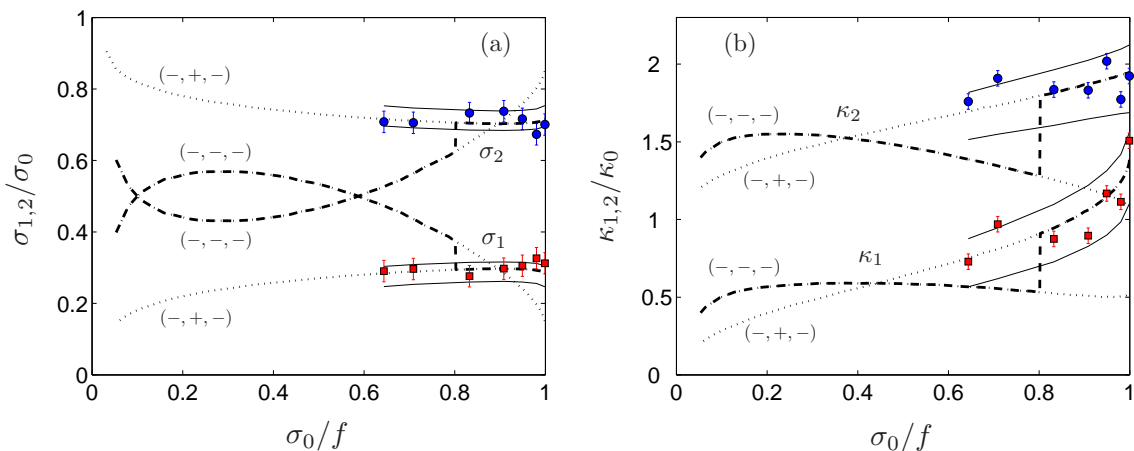 (a)
1
0.8
0.6
0.4
0.2
0
σ₁,₂/σ₀
(−, +, −)
(−, −, −)
(−, −, −)
(−, +, −)
σ₂
σ₁
0 0.2 0.4 0.6 0.8 1
σ₀/f
(b)
2
1.5
1
0.5
0
κ₁,₂/κ₀
(−, −, −)
κ₂
(−, +, −)
(−, −, −)
κ₁
(−, +, −)
0 0.2 0.4 0.6 0.8 1
σ₀/f